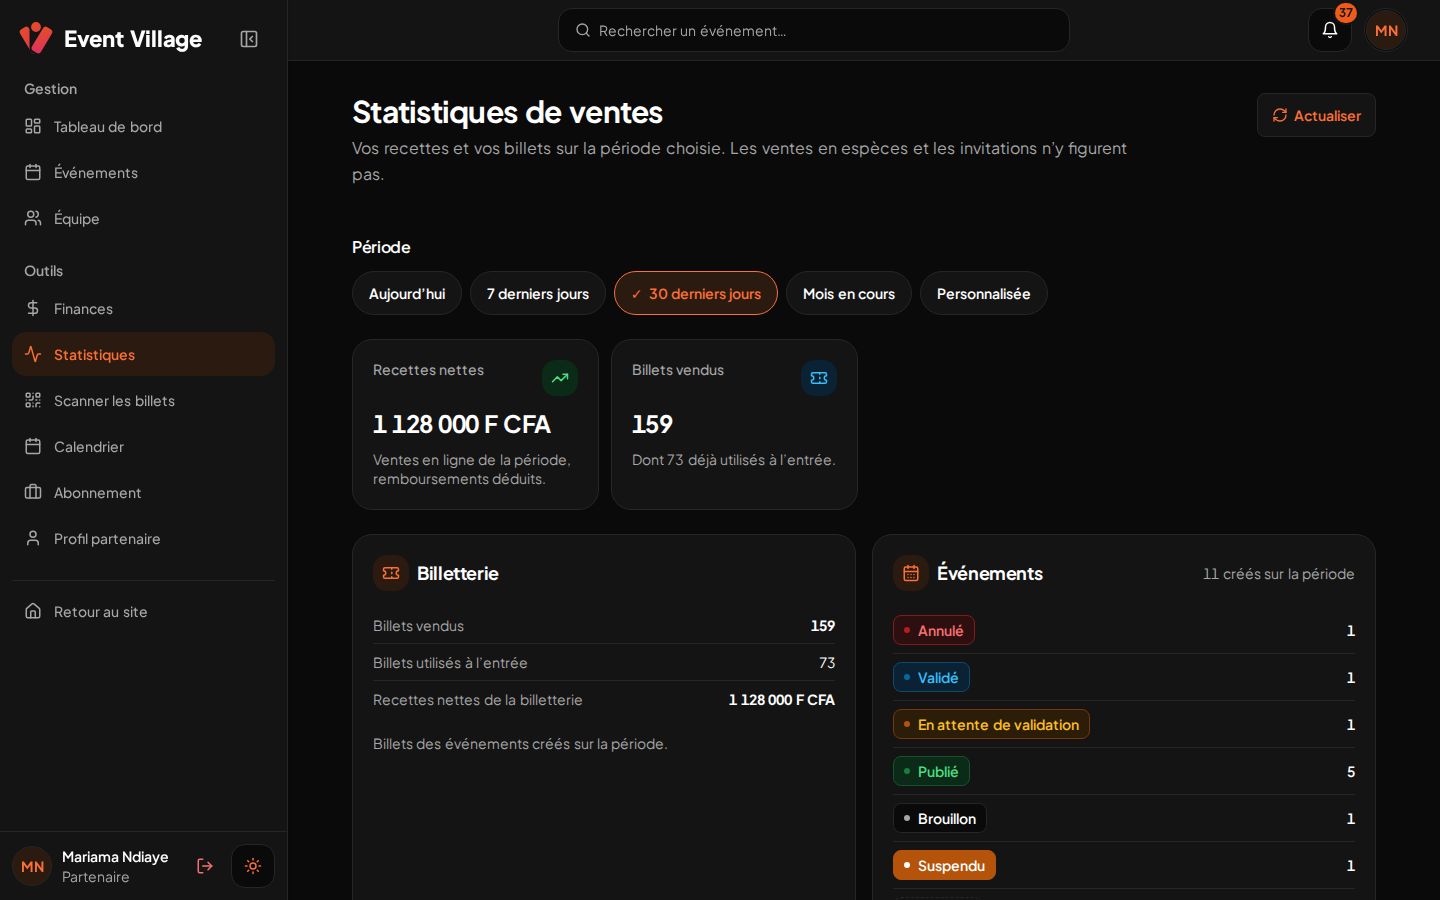 Event Village
Rechercher un événement…
37
MN
Gestion
Tableau de bord
Événements
Équipe
Outils
Finances
Statistiques
Scanner les billets
Calendrier
Abonnement
Profil partenaire
Retour au site
MN
Mariama Ndiaye
Partenaire
Statistiques de ventes
Actualiser
Vos recettes et vos billets sur la période choisie. Les ventes en espèces et les invitations n’y figurent
pas.
Période
Aujourd’hui
7 derniers jours
✓ 30 derniers jours
Mois en cours
Personnalisée
Recettes nettes
1 128 000 F CFA
Ventes en ligne de la période,
remboursements déduits.
Billets vendus
159
Dont 73 déjà utilisés à l’entrée.
Billetterie
Billets vendus 159
Billets utilisés à l’entrée 73
Recettes nettes de la billetterie 1 128 000 F CFA
Billets des événements créés sur la période.
Événements 11 créés sur la période
Annulé 1
Validé 1
En attente de validation 1
Publié 5
Brouillon 1
Suspendu 1